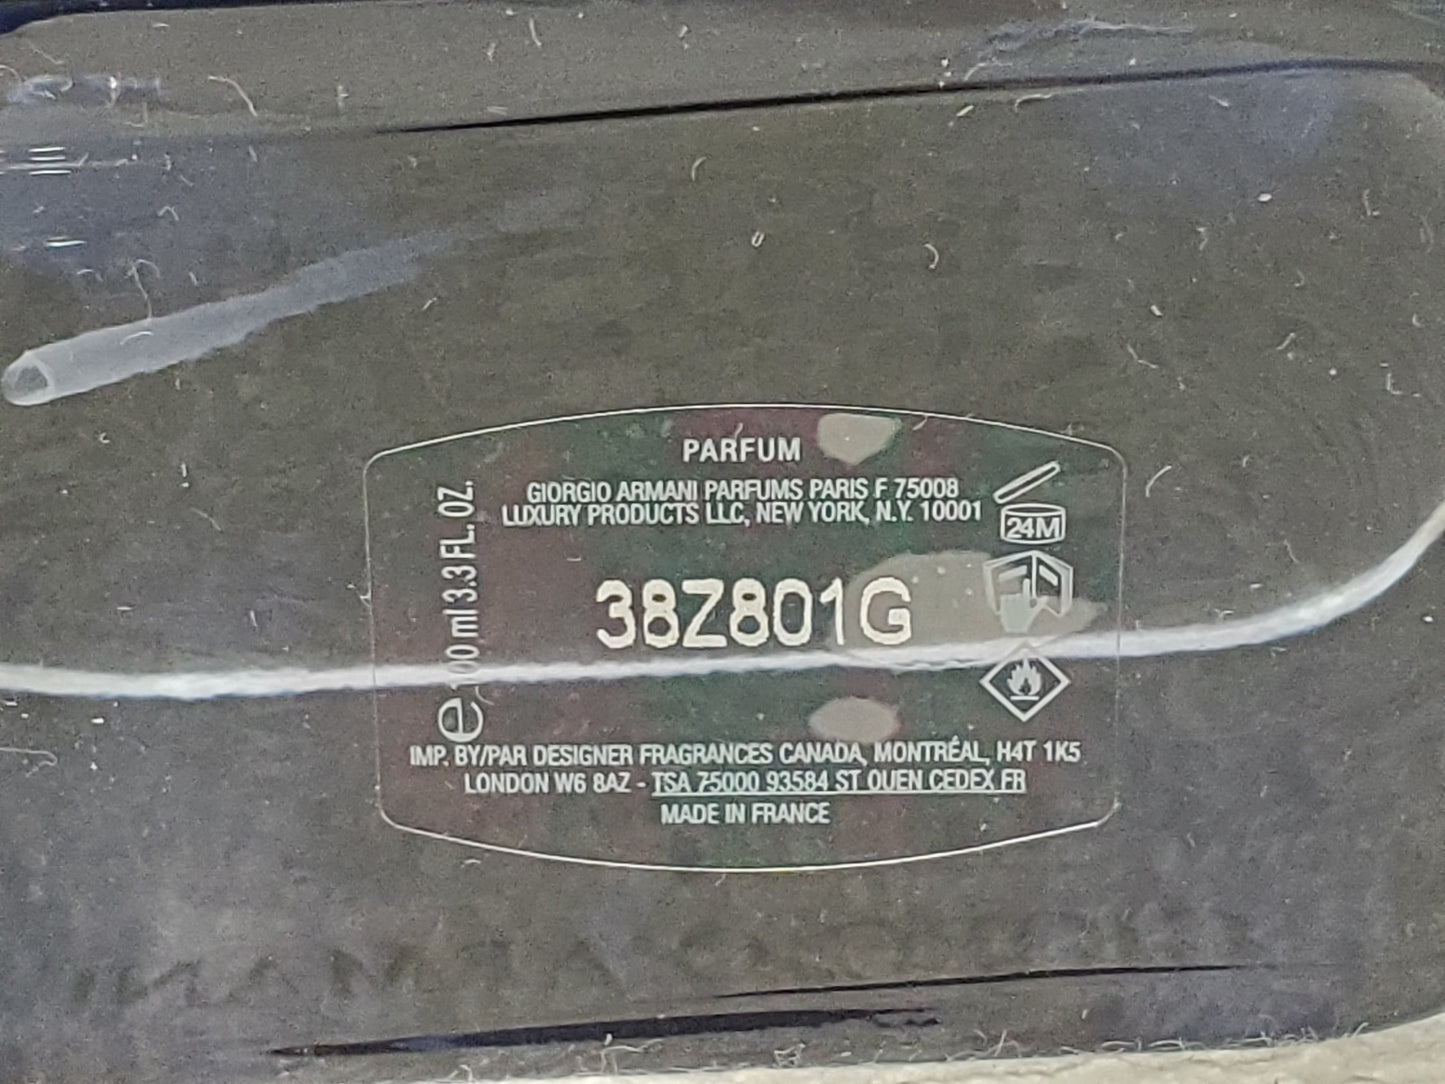 PARFUM
GIORGIO ARMANI PARFUMS PARIS F 75008
LUXURY PRODUCTS LLC, NEW YORK, N.Y. 10001
24M
e 100 ml 3.3 FL. OZ.
38Z801G
IMP. BY/PAR DESIGNER FRAGRANCES CANADA, MONTRÉAL, H4T 1K5
LONDON W6 8AZ - TSA 75000 93584 ST OUEN CEDEX FR
MADE IN FRANCE